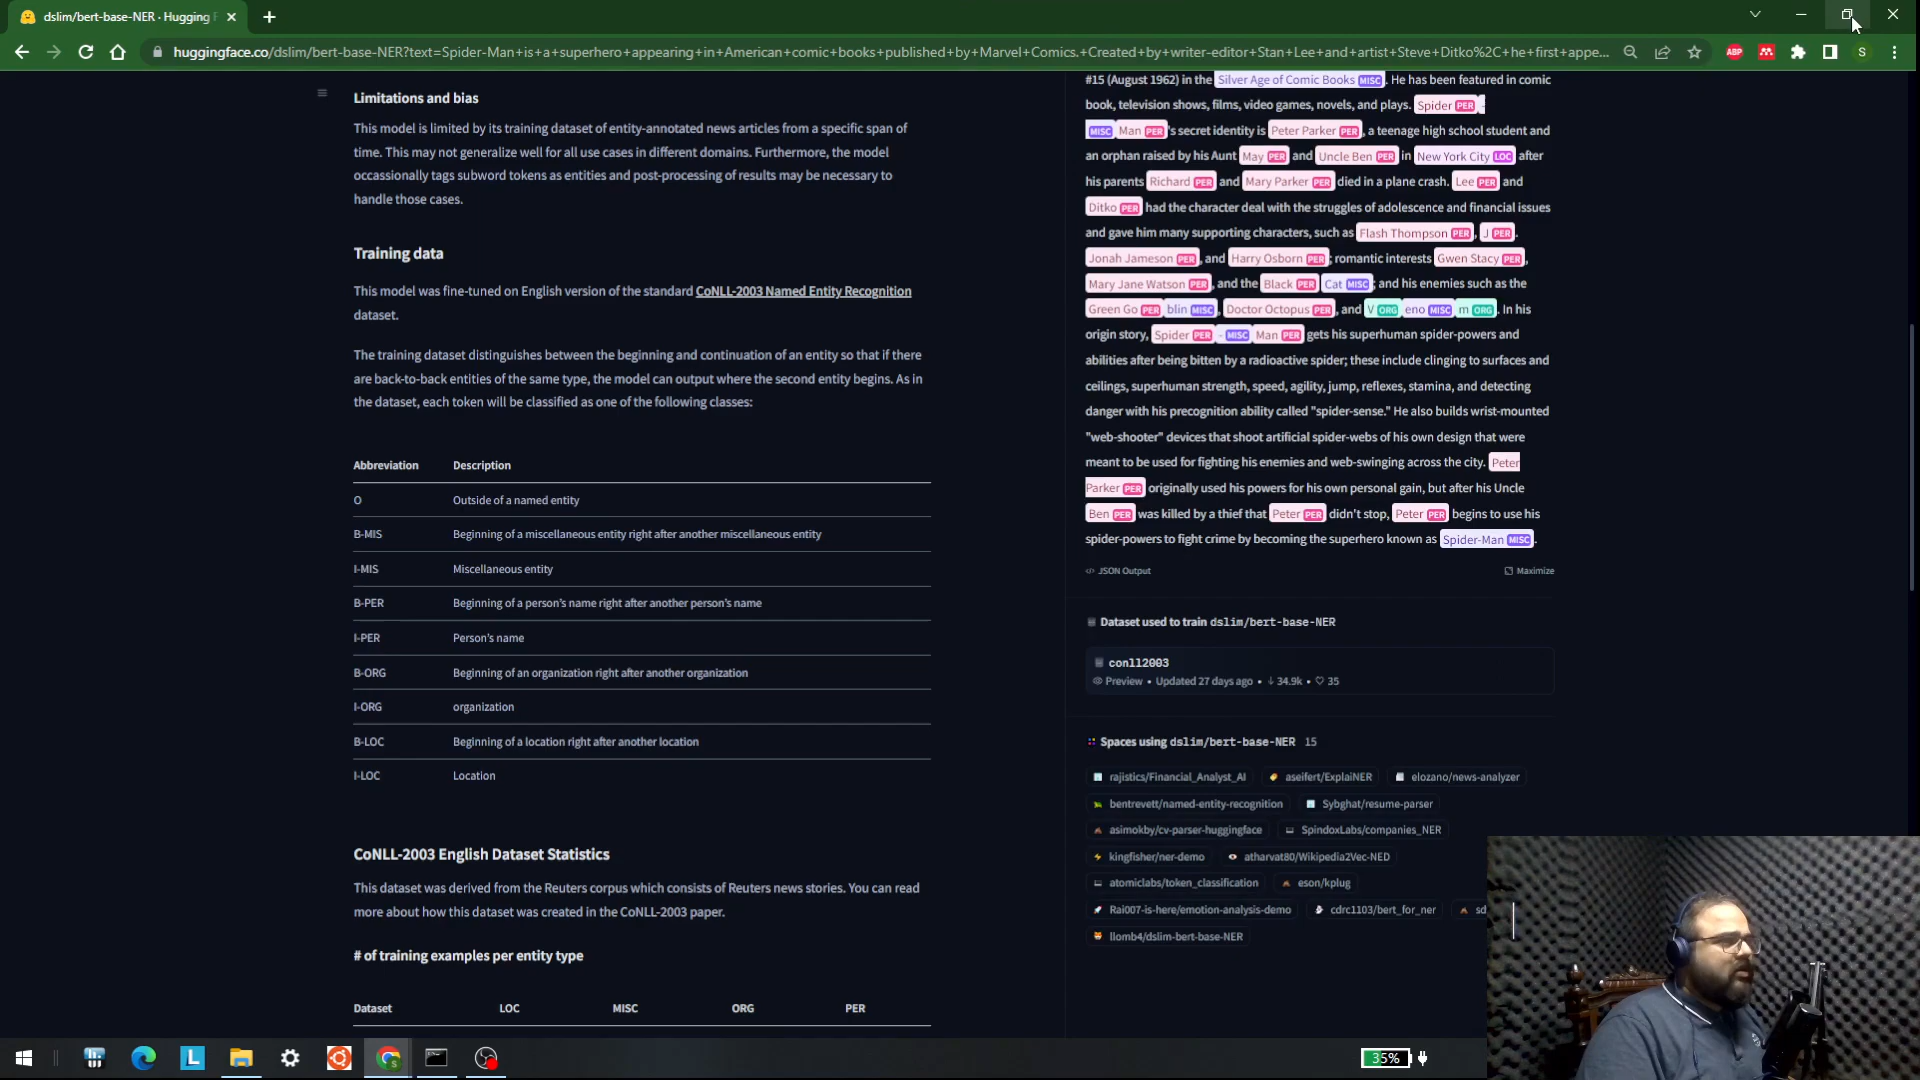 dslim/bert-base-NER · Hugging F
huggingface.co/dslim/bert-base-NER?text=Spider-Man+is+a+superhero+appearing+in+American+comic+books+published+by+Marvel+Comics.+Created+by+writer-editor+Stan+Lee+and+artist+Steve+Ditko%2C+he+first+appe...
ABP
S
Limitations and bias
This model is limited by its training dataset of entity-annotated news articles from a specific span of
time. This may not generalize well for all use cases in different domains. Furthermore, the model
occassionally tags subword tokens as entities and post-processing of results may be necessary to
handle those cases.
Training data
This model was fine-tuned on English version of the standard CoNLL-2003 Named Entity Recognition
dataset.
The training dataset distinguishes between the beginning and continuation of an entity so that if there
are back-to-back entities of the same type, the model can output where the second entity begins. As in
the dataset, each token will be classified as one of the following classes:
Abbreviation Description
O Outside of a named entity
B-MIS Beginning of a miscellaneous entity right after another miscellaneous entity
I-MIS Miscellaneous entity
B-PER Beginning of a person's name right after another person's name
I-PER Person's name
B-ORG Beginning of an organization right after another organization
I-ORG organization
B-LOC Beginning of a location right after another location
I-LOC Location
CoNLL-2003 English Dataset Statistics
This dataset was derived from the Reuters corpus which consists of Reuters news stories. You can read
more about how this dataset was created in the CoNLL-2003 paper.
# of training examples per entity type
Dataset LOC MISC ORG PER
#15 (August 1962) in the Silver Age of Comic Books MISC . He has been featured in comic
book, television shows, films, video games, novels, and plays. Spider PER -
MISC Man PER 's secret identity is Peter Parker PER , a teenage high school student and
an orphan raised by his Aunt May PER and Uncle Ben PER in New York City LOC after
his parents Richard PER and Mary Parker PER died in a plane crash. Lee PER and
Ditko PER had the character deal with the struggles of adolescence and financial issues
and gave him many supporting characters, such as Flash Thompson PER , J PER .
Jonah Jameson PER , and Harry Osborn PER ; romantic interests Gwen Stacy PER ,
Mary Jane Watson PER , and the Black PER Cat MISC ; and his enemies such as the
Green Go PER blin MISC , Doctor Octopus PER , and V ORG eno MISC m ORG . In his
origin story, Spider PER - MISC Man PER gets his superhuman spider-powers and
abilities after being bitten by a radioactive spider; these include clinging to surfaces and
ceilings, superhuman strength, speed, agility, jump, reflexes, stamina, and detecting
danger with his precognition ability called "spider-sense." He also builds wrist-mounted
"web-shooter" devices that shoot artificial spider-webs of his own design that were
meant to be used for fighting his enemies and web-swinging across the city. Peter
Parker PER originally used his powers for his own personal gain, but after his Uncle
Ben PER was killed by a thief that Peter PER didn't stop, Peter PER begins to use his
spider-powers to fight crime by becoming the superhero known as Spider-Man MISC .
JSON Output Maximize
Dataset used to train dslim/bert-base-NER
conll2003
Preview • Updated 27 days ago • 34.9k • 35
Spaces using dslim/bert-base-NER 15
rajistics/Financial_Analyst_AI aseifert/ExplaiNER elozano/news-analyzer
bentrevett/named-entity-recognition Sybghat/resume-parser
asimokby/cv-parser-huggingface SpindoxLabs/companies_NER
kingfisher/ner-demo atharvat80/Wikipedia2Vec-NED
atomiclabs/token_classification eson/kplug
Rai007-is-here/emotion-analysis-demo cdrc1103/bert_for_ner sd
llomb4/dslim-bert-base-NER
L
35%